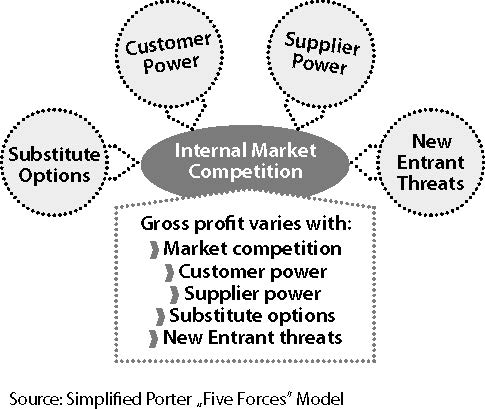 Customer
Power
Supplier
Power
Substitute
Options
Internal Market
Competition
New
Entrant
Threats
Gross profit varies with:
❫ Market competition
❫ Customer power
❫ Supplier power
❫ Substitute options
❫ New Entrant threats
Source: Simplified Porter „Five Forces” Model